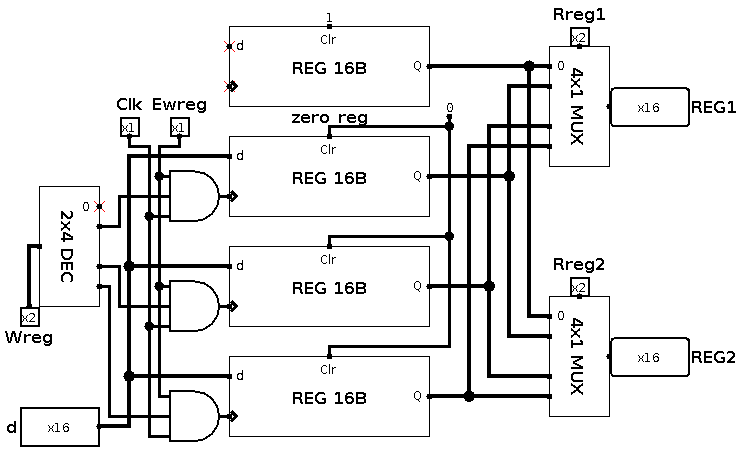 1
Rreg1
x2
d
Clr
REG 16B
Q
0
4x1 MUX
x16
REG1
Clk
Ewreg
x1
x1
zero_reg
0
d
Clr
REG 16B
Q
0
2x4 DEC
x2
Wreg
d
Clr
REG 16B
Q
Rreg2
x2
0
4x1 MUX
x16
REG2
d
Clr
REG 16B
Q
d
x16